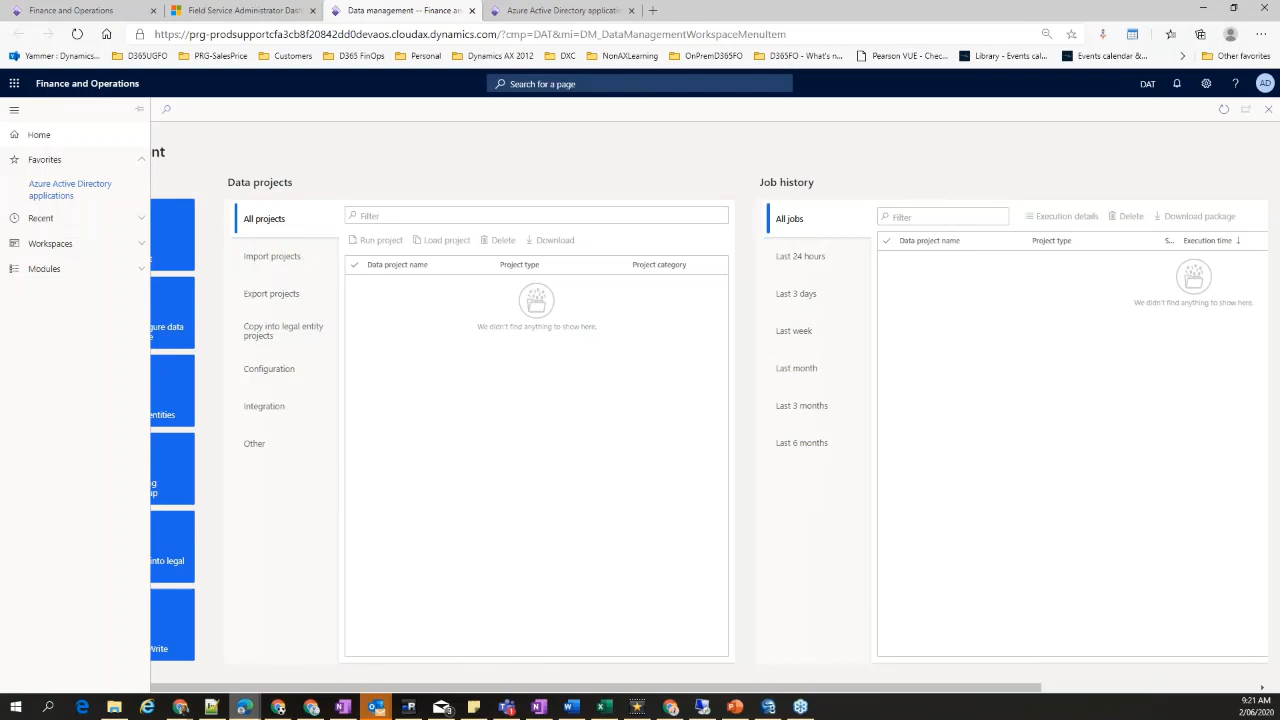 Finance and Operations
Field Service Administrator Das
Data management -- Finance an
Azure Active Directory applicatio
https://prg-prodsupportcfa3cb8f20842dd0devaos.cloudax.dynamics.com/?cmp=DAT&mi=DM_DataManagementWorkspaceMenuItem
Yammer : Dynamics...
D365UGFO
PRG-SalesPrice
Customers
D365 FinOps
Personal
Dynamics AX 2012
DXC
NonAXLearning
OnPremD365FO
D365FO - What's n...
Pearson VUE - Chec...
Library - Events cal...
Events calendar &...
Other favorites
Finance and Operations
Search for a page
DAT
AD
Home
Favorites
Azure Active Directory
applications
Recent
Workspaces
Modules
nt
gure data
entities
ng
up
into legal
Write
Data projects
All projects
Import projects
Export projects
Copy into legal entity
projects
Configuration
Integration
Other
Filter
Run project
Load project
Delete
Download
Data project name
Project type
Project category
We didn't find anything to show here.
Job history
All jobs
Last 24 hours
Last 3 days
Last week
Last month
Last 3 months
Last 6 months
Filter
Execution details
Delete
Download package
Data project name
Project type
S...
Execution time
We didn't find anything to show here.
9:21 AM
2/06/2020